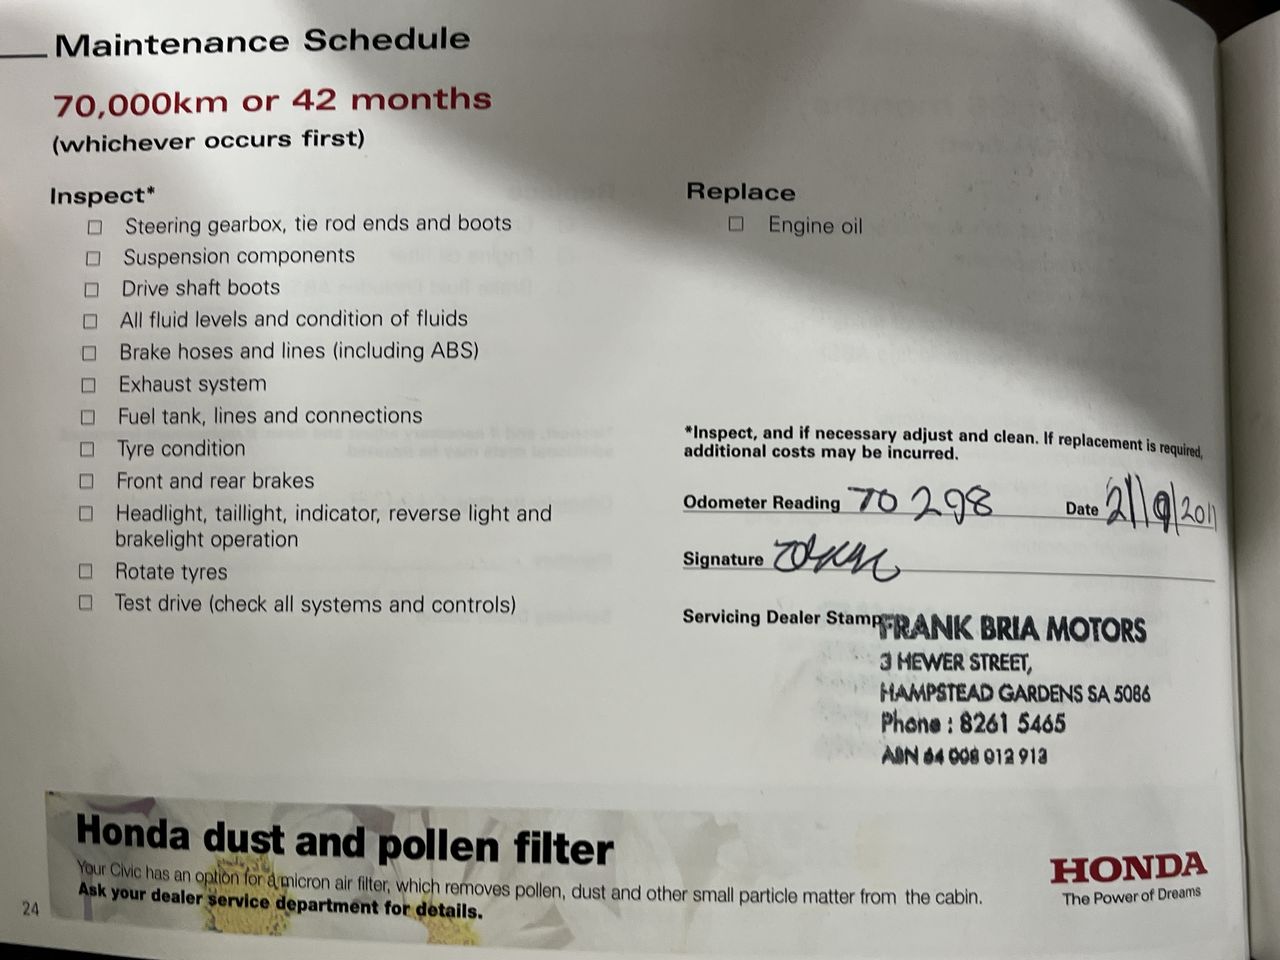 Maintenance Schedule
70,000km or 42 months
(whichever occurs first)
Inspect*
Steering gearbox, tie rod ends and boots
Suspension components
Drive shaft boots
All fluid levels and condition of fluids
Brake hoses and lines (including ABS)
Exhaust system
Fuel tank, lines and connections
Tyre condition
Front and rear brakes
Headlight, taillight, indicator, reverse light and
brakelight operation
Rotate tyres
Test drive (check all systems and controls)
Replace
Engine oil
*Inspect, and if necessary adjust and clean. If replacement is required,
additional costs may be incurred.
Odometer Reading 70 298 Date 21/9/2011
Signature
Servicing Dealer Stamp
FRANK BRIA MOTORS
3 HEWER STREET,
HAMPSTEAD GARDENS SA 5086
Phone : 8261 5465
ABN 64 008 012 913
Honda dust and pollen filter
Your Civic has an option for a micron air filter, which removes pollen, dust and other small particle matter from the cabin.
Ask your dealer service department for details.
HONDA
The Power of Dreams
24